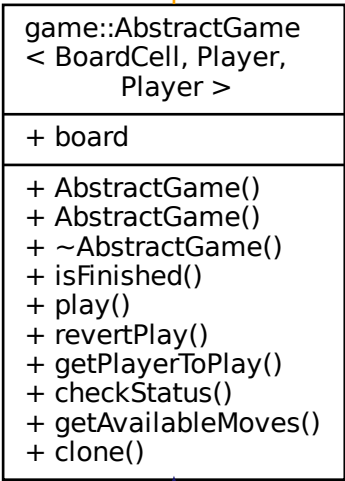 game::AbstractGame
< BoardCell, Player,
Player >
+ board
+ AbstractGame()
+ AbstractGame()
+ ~AbstractGame()
+ isFinished()
+ play()
+ revertPlay()
+ getPlayerToPlay()
+ checkStatus()
+ getAvailableMoves()
+ clone()